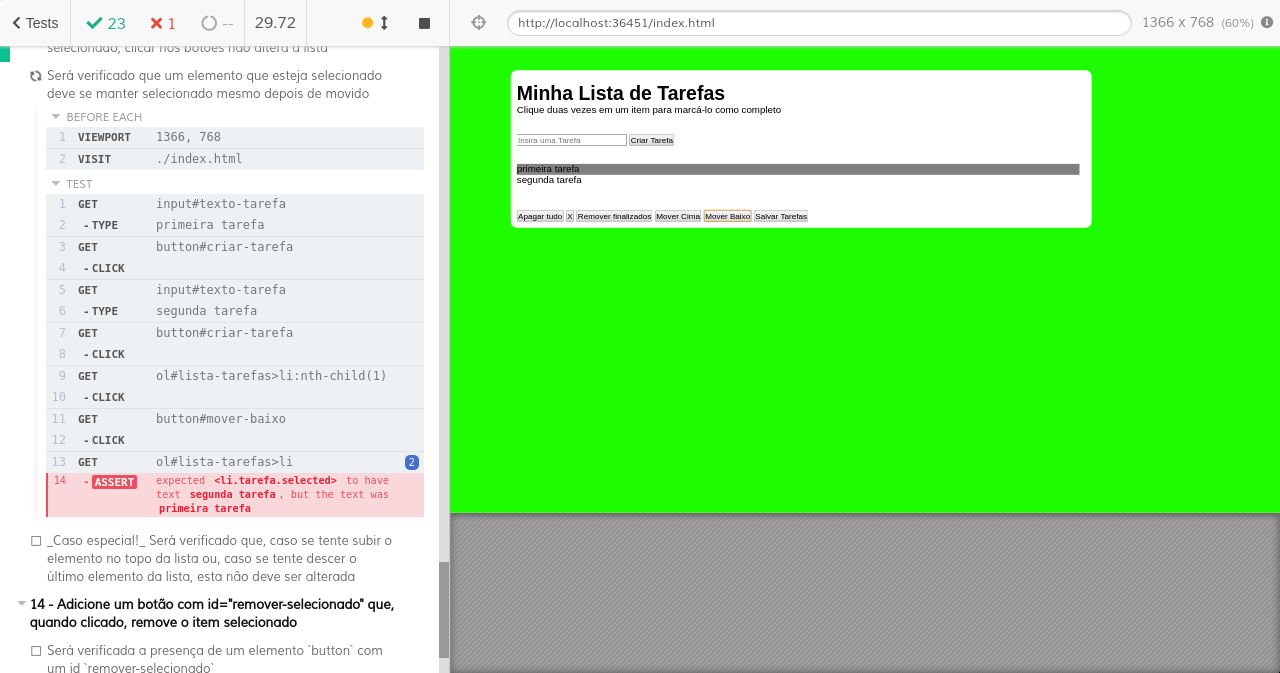 Tests
23
1
--
29.72
http://localhost:36451/index.html
1366 x 768 (60%)
selecionado, clicar nos botões não altera a lista
Será verificado que um elemento que esteja selecionado
deve se manter selecionado mesmo depois de movido
BEFORE EACH
1 VIEWPORT 1366, 768
2 VISIT ./index.html
TEST
1 GET input#texto-tarefa
2 -TYPE primeira tarefa
3 GET button#criar-tarefa
4 -CLICK
5 GET input#texto-tarefa
6 -TYPE segunda tarefa
7 GET button#criar-tarefa
8 -CLICK
9 GET ol#lista-tarefas>li:nth-child(1)
10 -CLICK
11 GET button#mover-baixo
12 -CLICK
13 GET ol#lista-tarefas>li 2
14 -ASSERT expected <li.tarefa.selected> to have
text segunda tarefa, but the text was
primeira tarefa
_Caso especial!_ Será verificado que, caso se tente subir o
elemento no topo da lista ou, caso se tente descer o
último elemento da lista, esta não deve ser alterada
14 - Adicione um botão com id="remover-selecionado" que,
quando clicado, remove o item selecionado
Será verificada a presença de um elemento `button` com
um id `remover-selecionado`
Minha Lista de Tarefas
Clique duas vezes em um item para marcá-lo como completo
Insira uma Tarefa Criar Tarefa
primeira tarefa
segunda tarefa
Apagar tudo X Remover finalizados Mover Cima Mover Baixo Salvar Tarefas